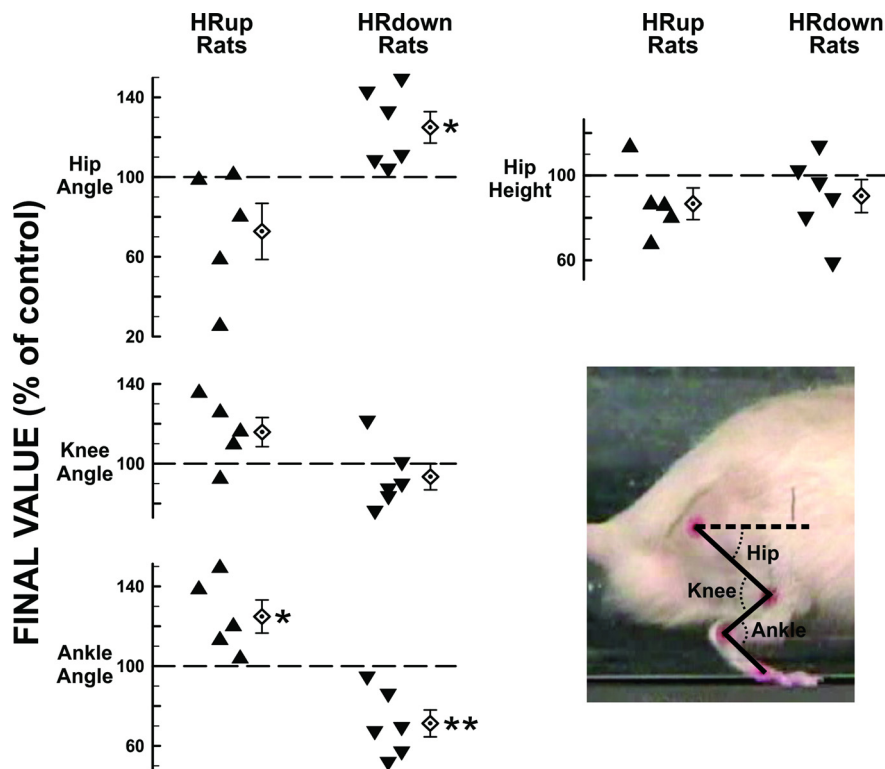 HRup
Rats
HRdown
Rats
HRup
Rats
HRdown
Rats
FINAL VALUE (% of control)
Hip
Angle
140
100
60
20
*
Hip
Height
100
60
Knee
Angle
140
100
Ankle
Angle
140
100
60
*
**
Hip
Knee
Ankle